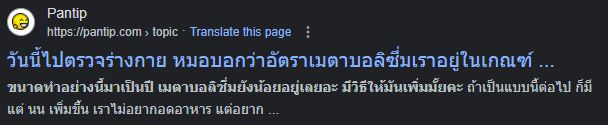 Pantip
https://pantip.com › topic · Translate this page
วันนี้ไปตรวจร่างกาย หมอบอกว่าอัตราเมตาบอลิซึ่มเราอยู่ในเกณฑ์ ...
ขนาดทำอย่างนี้มาเป็นปี เมตาบอลิซึ่มยังน้อยอยู่เลยอะ มีวิธีให้มันเพิ่มมั้ยคะ ถ้าเป็นแบบนี้ต่อไป ก็มี
แต่ นน เพิ่มขึ้น เราไม่อยากอดอาหาร แต่อยาก ...